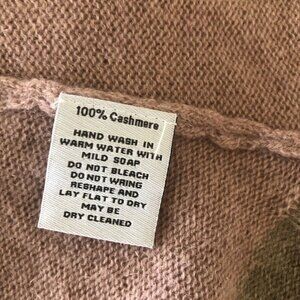 100% Cashmere
HAND WASH IN
WARM WATER WITH
MILD SOAP
DO NOT BLEACH
DO NOT WRING
RESHAPE AND
LAY FLAT TO DRY
MAY BE
DRY CLEANED